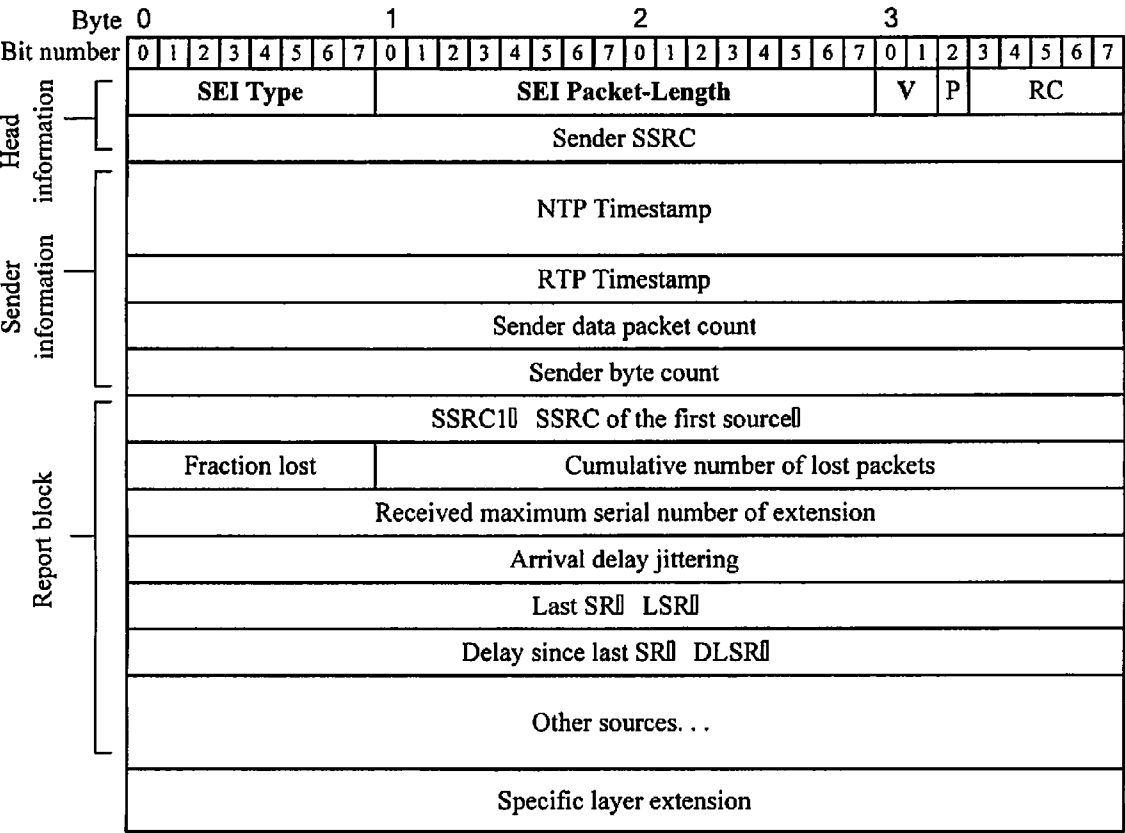 Byte 0 1 2 3
Bit number 0 1 2 3 4 5 6 7 0 1 2 3 4 5 6 7 0 1 2 3 4 5 6 7 0 1 2 3 4 5 6 7
SEI Type SEI Packet-Length V P RC
Sender SSRC
Head
information
NTP Timestamp
RTP Timestamp
Sender data packet count
Sender byte count
Sender
information
SSRC1▯ SSRC of the first source▯
Fraction lost Cumulative number of lost packets
Received maximum serial number of extension
Arrival delay jittering
Last SR▯ LSR▯
Delay since last SR▯ DLSR▯
Other sources. . .
Report block
Specific layer extension